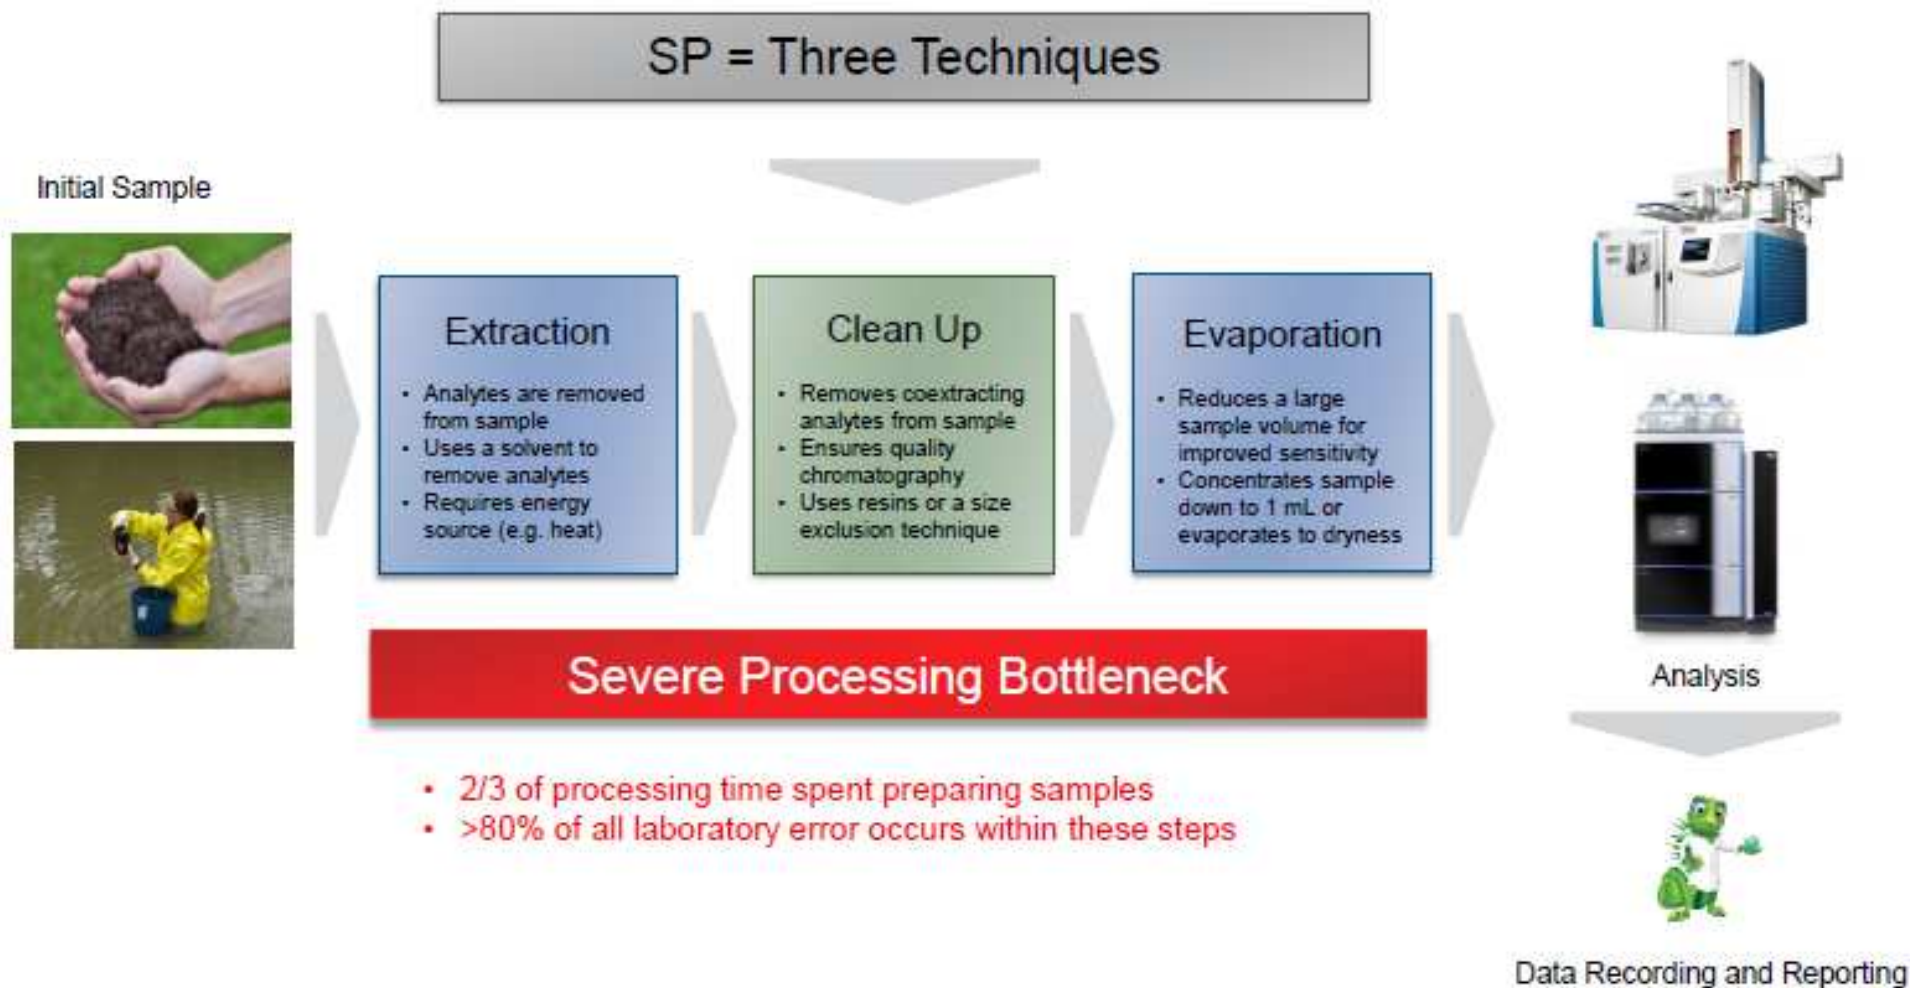 SP = Three Techniques
Initial Sample
Extraction
• Analytes are removed
from sample
• Uses a solvent to
remove analytes
• Requires energy
source (e.g. heat)
Clean Up
• Removes coextracting
analytes from sample
• Ensures quality
chromatography
• Uses resins or a size
exclusion technique
Evaporation
• Reduces a large
sample volume for
improved sensitivity
• Concentrates sample
down to 1 mL or
evaporates to dryness
Severe Processing Bottleneck
• 2/3 of processing time spent preparing samples
• >80% of all laboratory error occurs within these steps
Analysis
Data Recording and Reporting